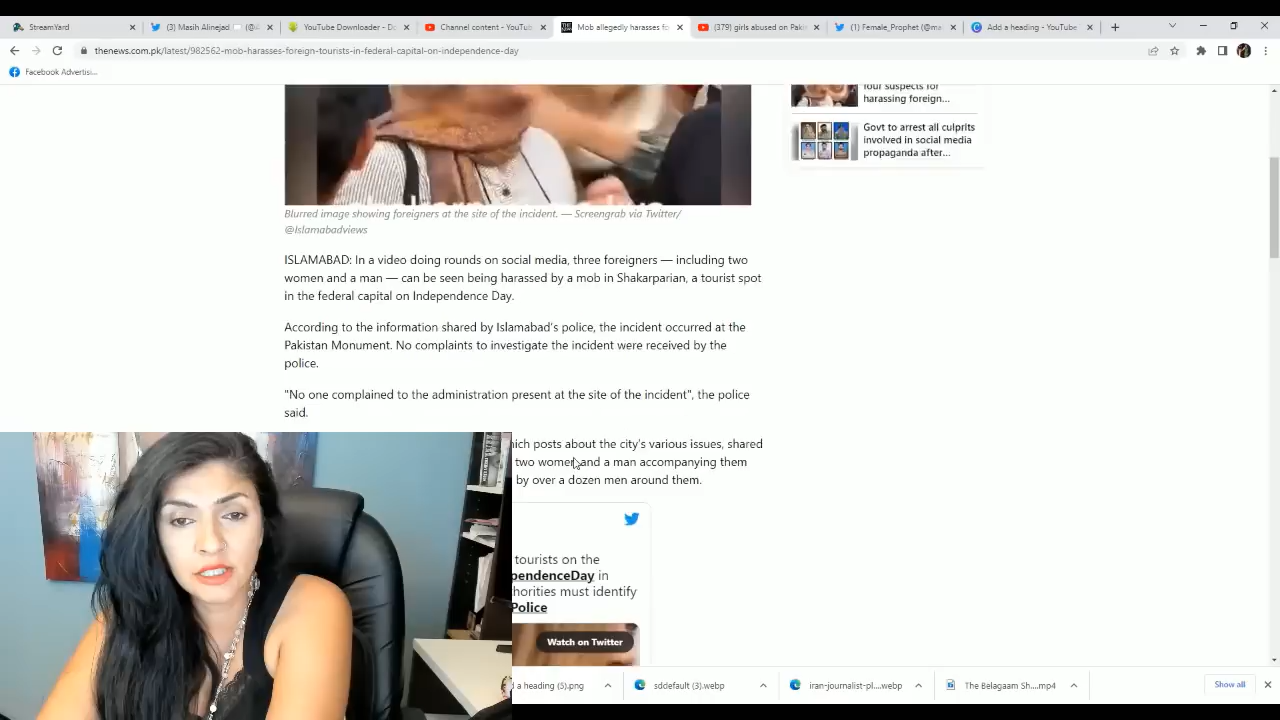 StreamYard
(3) Masih Alinejad
(@
YouTube Downloader - Do
Channel content - YouTube
Mob allegedly harasses fo
(379) girls abused on Pakis
(1) Female_Prophet (@ma
Add a heading - YouTube
thenews.com.pk/latest/982562-mob-harasses-foreign-tourists-in-federal-capital-on-independence-day
Facebook Advertisi...
four suspects for
harassing foreign...
Govt to arrest all culprits
involved in social media
propaganda after...
Blurred image showing foreigners at the site of the incident. — Screengrab via Twitter/
@Islamabadviews
ISLAMABAD: In a video doing rounds on social media, three foreigners — including two
women and a man — can be seen being harassed by a mob in Shakarparian, a tourist spot
in the federal capital on Independence Day.
According to the information shared by Islamabad's police, the incident occurred at the
Pakistan Monument. No complaints to investigate the incident were received by the
police.
"No one complained to the administration present at the site of the incident", the police
said.
hich posts about the city's various issues, shared
two women and a man accompanying them
by over a dozen men around them.
tourists on the
pendenceDay in
horities must identify
Police
Watch on Twitter
d a heading (5).png
sddefault (3).webp
iran-journalist-pl....webp
The Belagaam Sh....mp4
Show all